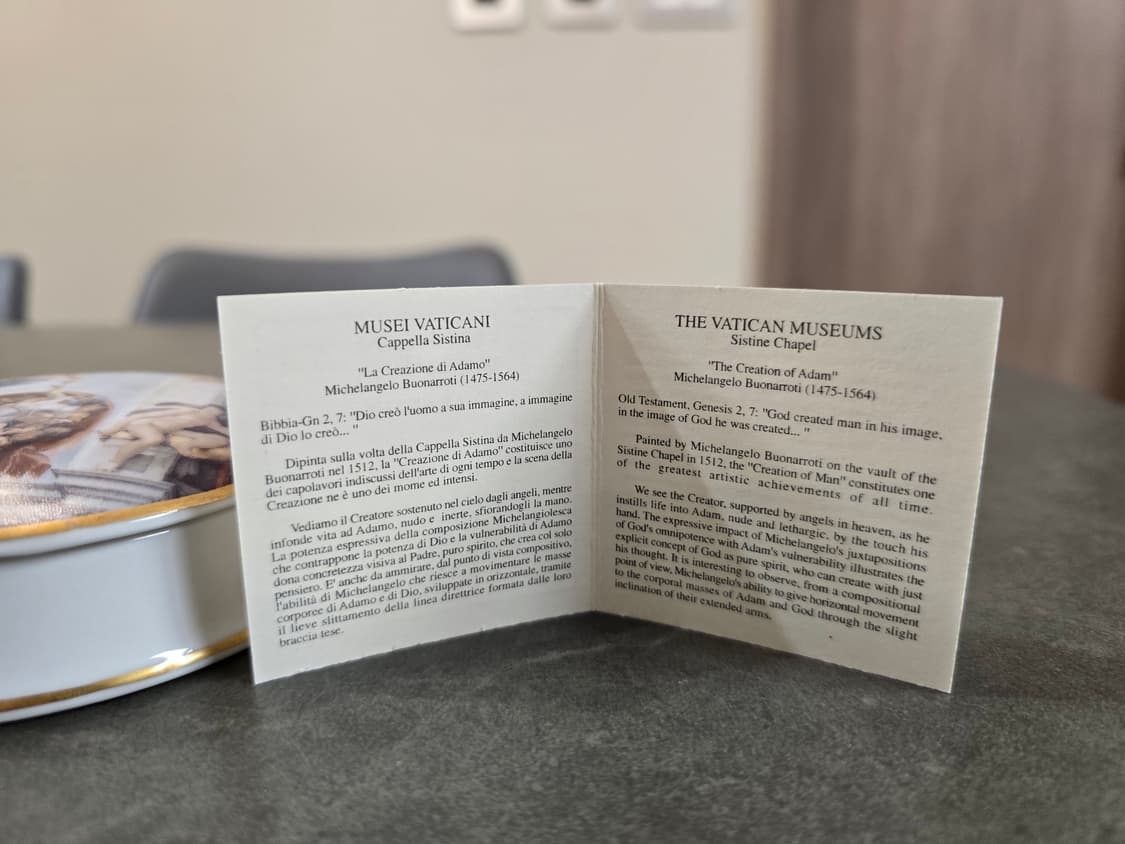 MUSEI VATICANI
Cappella Sistina
"La Creazione di Adamo"
Michelangelo Buonarroti (1475-1564)
Bibbia-Gn 2, 7: "Dio creò l'uomo a sua immagine, a immagine
di Dio lo creò... "
Dipinta sulla volta della Cappella Sistina da Michelangelo
Buonarroti nel 1512, la "Creazione di Adamo" costituisce uno
dei capolavori indiscussi dell'arte di ogni tempo e la scena della
Creazione ne è uno dei mome ed intensi.
Vediamo il Creatore sostenuto nel cielo dagli angeli, mentre
infonde vita ad Adamo, nudo e inerte, sfiorandogli la mano.
La potenza espressiva della composizione Michelangiolesca
che contrappone la potenza di Dio e la vulnerabilità di Adamo
dona concretezza visiva al Padre, puro spirito, che crea col solo
pensiero. E' anche da ammirare, dal punto di vista compositivo,
l'abilità di Michelangelo che riesce a movimentare le masse
corporee di Adamo e di Dio, sviluppate in orizzontale, tramite
il lieve slittamento della linea direttrice formata dalle loro
braccia tese.
THE VATICAN MUSEUMS
Sistine Chapel
"The Creation of Adam"
Michelangelo Buonarroti (1475-1564)
Old Testament, Genesis 2, 7: "God created man in his image,
in the image of God he was created... "
Painted by Michelangelo Buonarroti on the vault of the
Sistine Chapel in 1512, the "Creation of Man" constitutes one
of the greatest artistic achievements of all time.
We see the Creator, supported by angels in heaven, as he
instills life into Adam, nude and lethargic, by the touch his
hand. The expressive impact of Michelangelo's juxtapositions
of God's omnipotence with Adam's vulnerability illustrates the
explicit concept of God as pure spirit, who can create with just
his thought. It is interesting to observe, from a compositional
point of view, Michelangelo's ability to give horizontal movement
to the corporal masses of Adam and God through the slight
inclination of their extended arms.